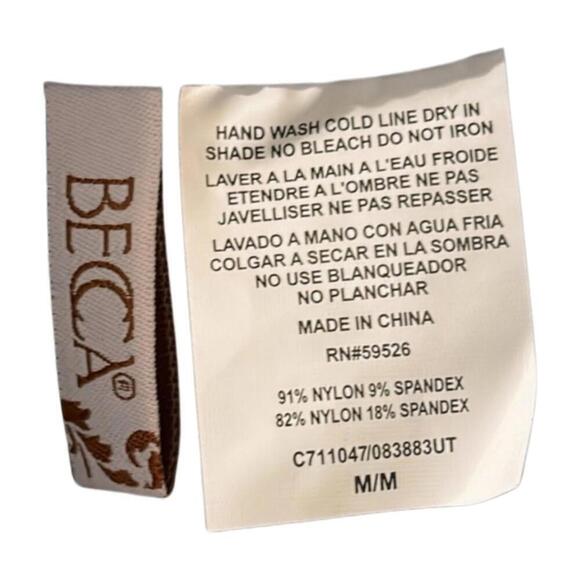 BECCA®
HAND WASH COLD LINE DRY IN
SHADE NO BLEACH DO NOT IRON
LAVER A LA MAIN A L'EAU FROIDE
ETENDRE A L'OMBRE NE PAS
JAVELLISER NE PAS REPASSER
LAVADO A MANO CON AGUA FRIA
COLGAR A SECAR EN LA SOMBRA
NO USE BLANQUEADOR
NO PLANCHAR
MADE IN CHINA
RN#59526
91% NYLON 9% SPANDEX
82% NYLON 18% SPANDEX
C711047/083883UT
M/M